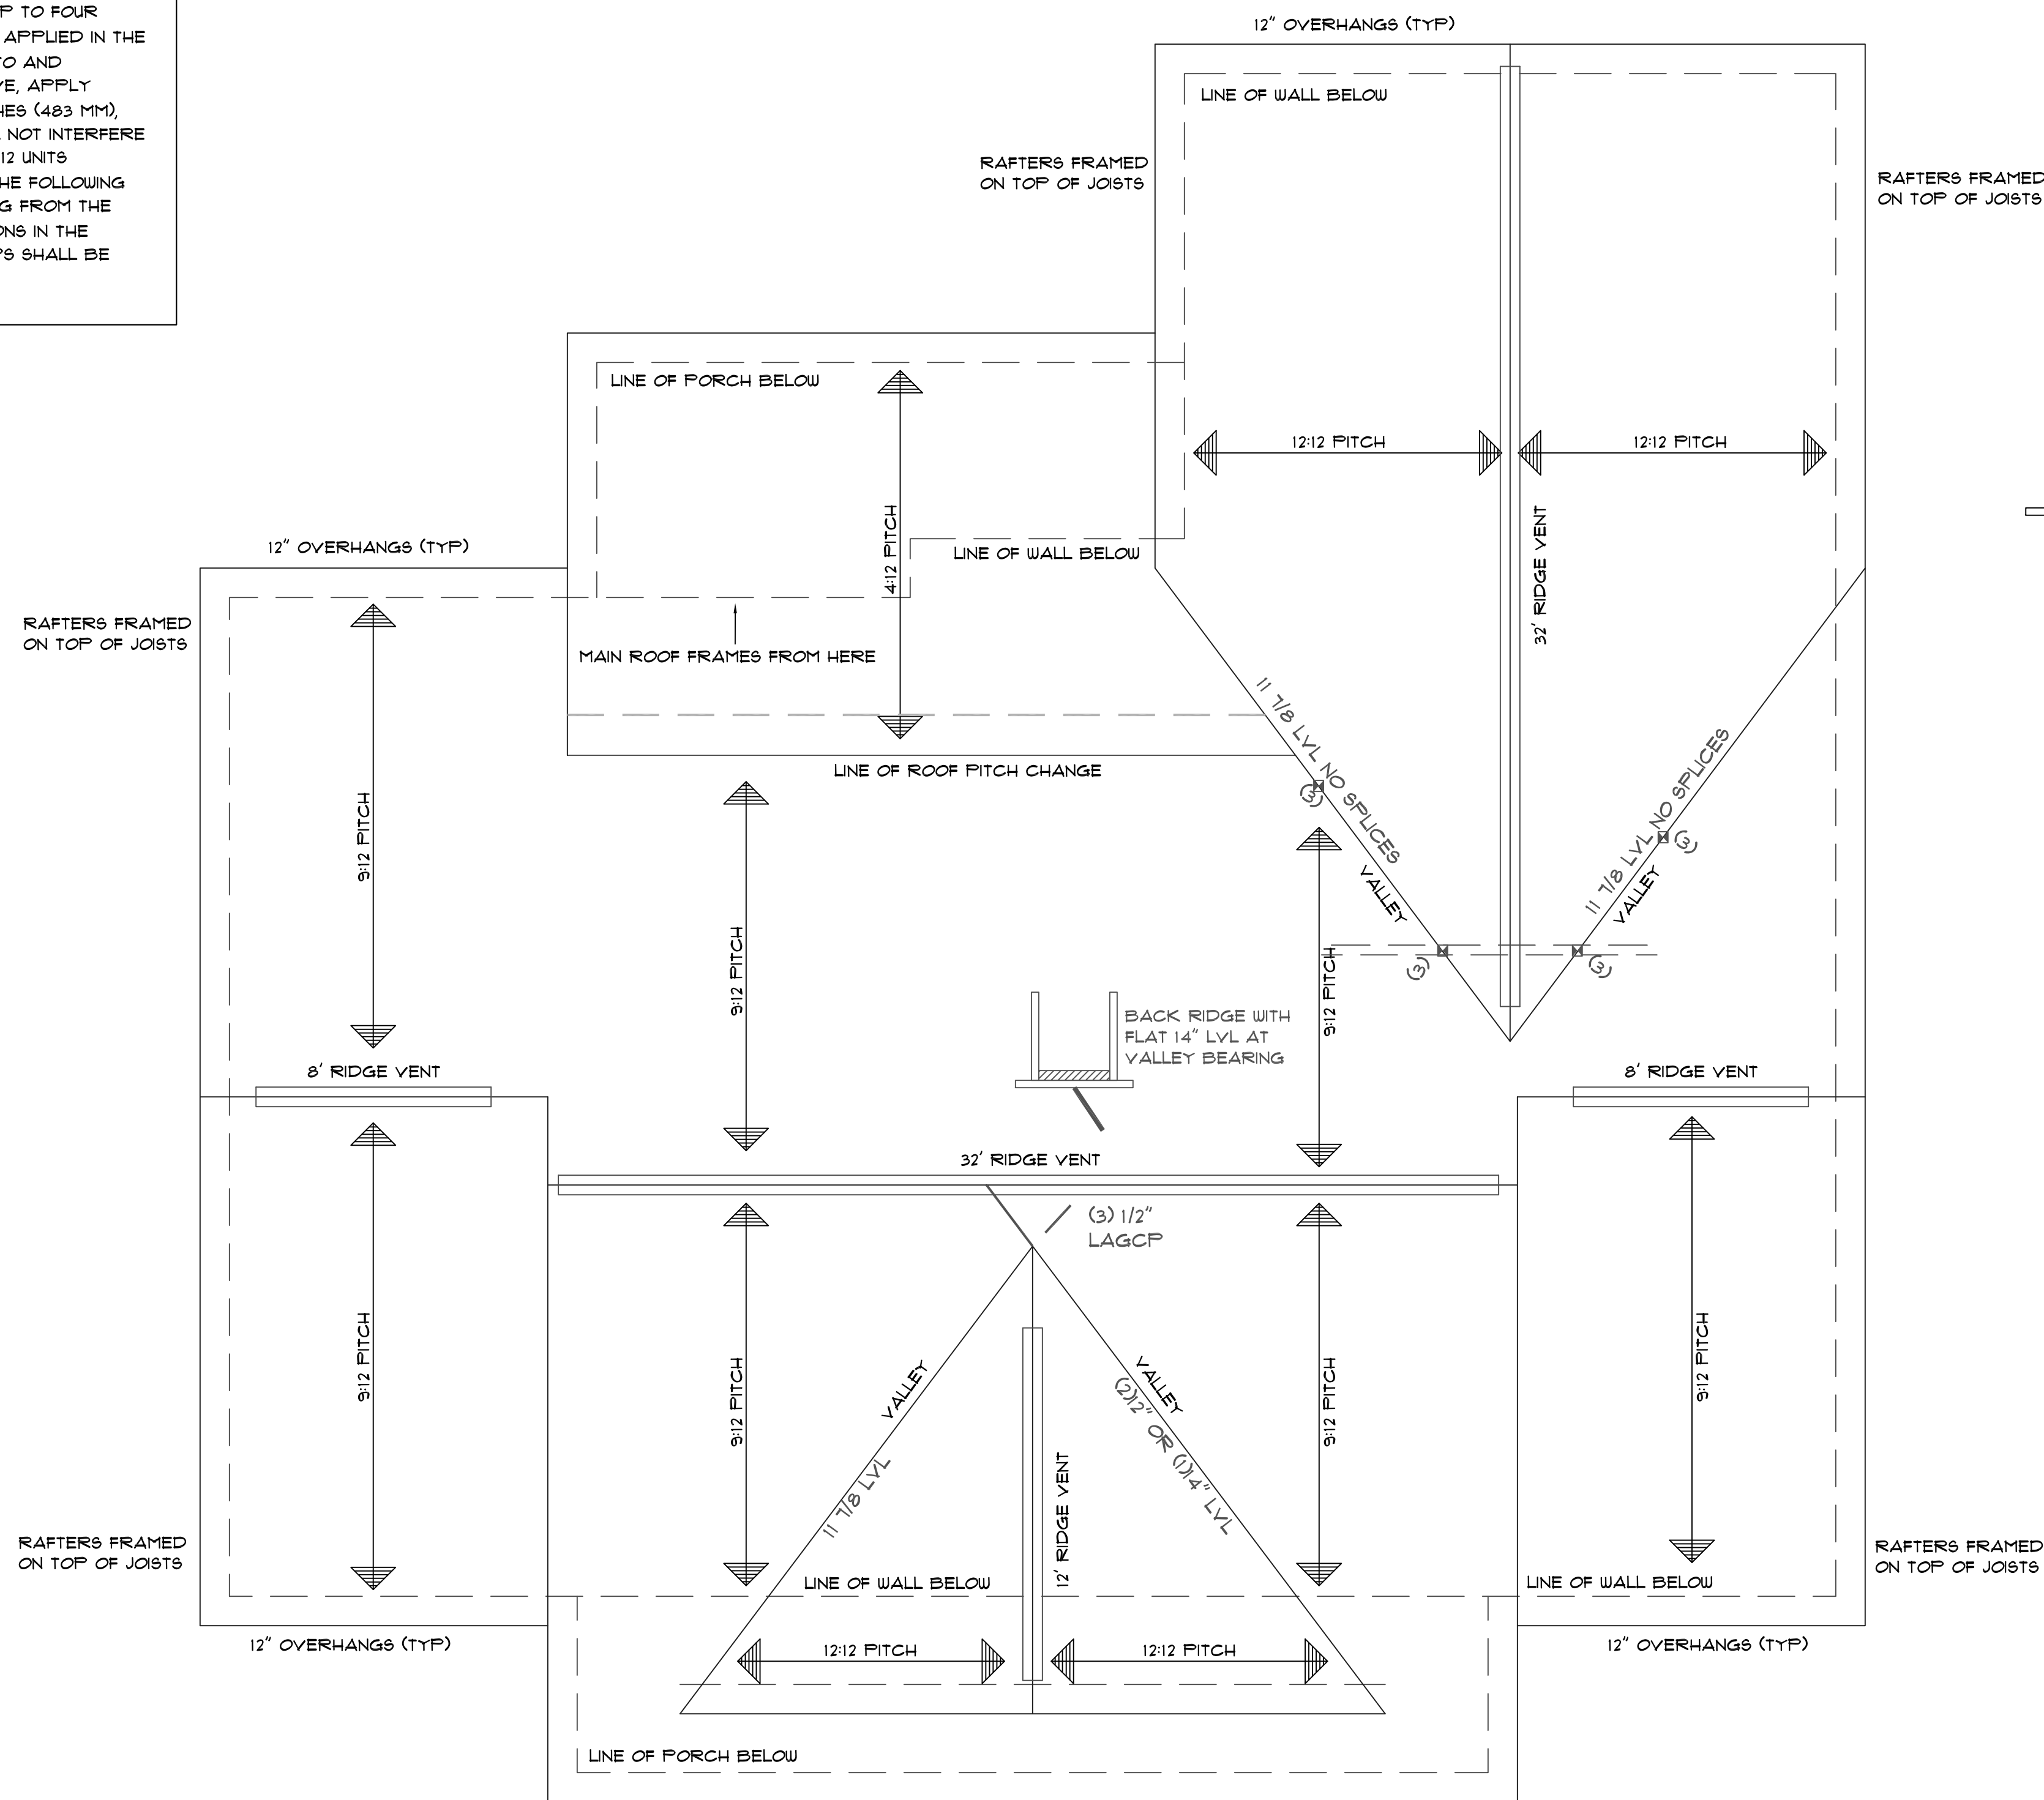 P TO FOUR
APPLIED IN THE
TO AND
VE, APPLY
HES (483 MM),
NOT INTERFERE
12 UNITS
HE FOLLOWING
G FROM THE
ONS IN THE
PS SHALL BE
12" OVERHANGS (TYP)
LINE OF WALL BELOW
RAFTERS FRAMED
ON TOP OF JOISTS
RAFTERS FRAMED
ON TOP OF JOISTS
LINE OF PORCH BELOW
12:12 PITCH
12:12 PITCH
4:12 PITCH
32' RIDGE VENT
12" OVERHANGS (TYP)
LINE OF WALL BELOW
RAFTERS FRAMED
ON TOP OF JOISTS
MAIN ROOF FRAMES FROM HERE
11 7/8 LVL NO SPLICES
LINE OF ROOF PITCH CHANGE
(3)
11 7/8 LVL NO SPLICES
(3)
9:12 PITCH
VALLEY
VALLEY
9:12 PITCH
9:12 PITCH
(3)
(3)
BACK RIDGE WITH
FLAT 14" LVL AT
VALLEY BEARING
8' RIDGE VENT
8' RIDGE VENT
32' RIDGE VENT
(3) 1/2"
LAGCP
9:12 PITCH
9:12 PITCH
VALLEY
11 7/8 LVL
VALLEY
(2)12" OR (1)14" LVL
9:12 PITCH
9:12 PITCH
12' RIDGE VENT
RAFTERS FRAMED
ON TOP OF JOISTS
RAFTERS FRAMED
ON TOP OF JOISTS
LINE OF WALL BELOW
LINE OF WALL BELOW
12" OVERHANGS (TYP)
12:12 PITCH
12:12 PITCH
12" OVERHANGS (TYP)
LINE OF PORCH BELOW